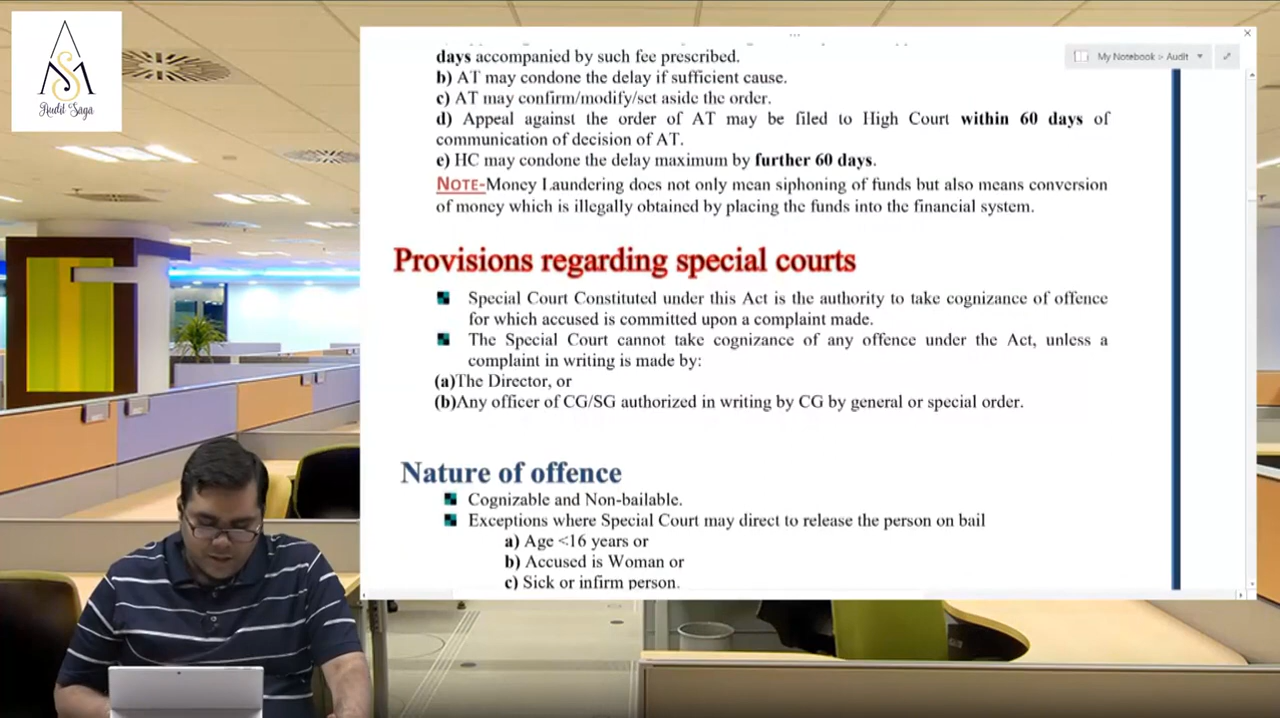 Audit Saga
My Notebook > Audit
days accompanied by such fee prescribed.
b) AT may condone the delay if sufficient cause.
c) AT may confirm/modify/set aside the order.
d) Appeal against the order of AT may be filed to High Court within 60 days of
communication of decision of AT.
e) HC may condone the delay maximum by further 60 days.
NOTE-Money Laundering does not only mean siphoning of funds but also means conversion
of money which is illegally obtained by placing the funds into the financial system.
Provisions regarding special courts
Special Court Constituted under this Act is the authority to take cognizance of offence
for which accused is committed upon a complaint made.
The Special Court cannot take cognizance of any offence under the Act, unless a
complaint in writing is made by:
(a)The Director, or
(b)Any officer of CG/SG authorized in writing by CG by general or special order.
Nature of offence
Cognizable and Non-bailable.
Exceptions where Special Court may direct to release the person on bail
a) Age <16 years or
b) Accused is Woman or
c) Sick or infirm person.